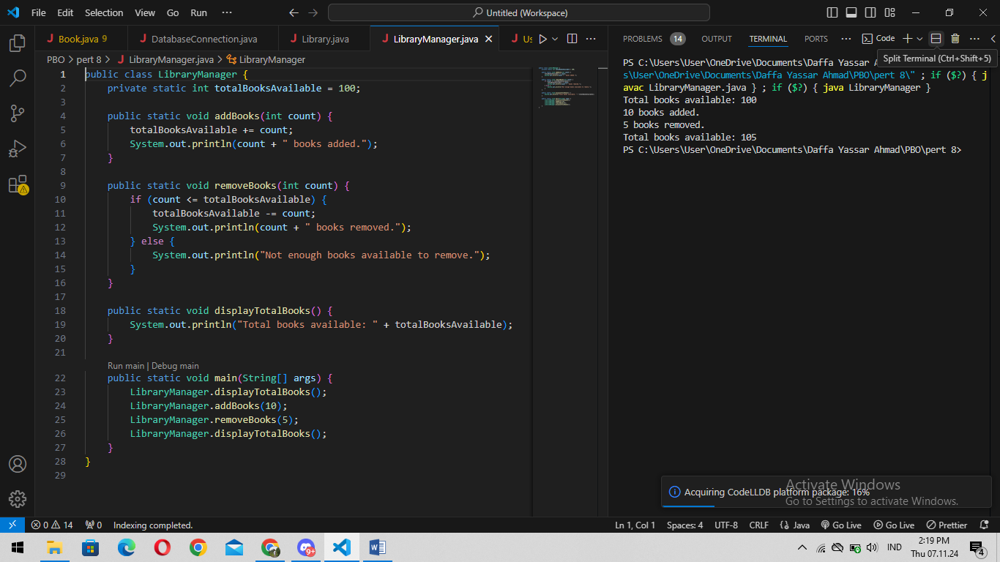 File Edit Selection View Go Run ··· Untitled (Workspace)
Book.java 9 DatabaseConnection.java Library.java LibraryManager.java Us
PBO > pert 8 > LibraryManager.java > LibraryManager
1 public class LibraryManager {
2 private static int totalBooksAvailable = 100;
3
4 public static void addBooks(int count) {
5 totalBooksAvailable += count;
6 System.out.println(count + " books added.");
7 }
8
9 public static void removeBooks(int count) {
10 if (count <= totalBooksAvailable) {
11 totalBooksAvailable -= count;
12 System.out.println(count + " books removed.");
13 } else {
14 System.out.println("Not enough books available to remove.");
15 }
16 }
17
18 public static void displayTotalBooks() {
19 System.out.println("Total books available: " + totalBooksAvailable);
20 }
21
Run main | Debug main
22 public static void main(String[] args) {
23 LibraryManager.displayTotalBooks();
24 LibraryManager.addBooks(10);
25 LibraryManager.removeBooks(5);
26 LibraryManager.displayTotalBooks();
27 }
28 }
29
PROBLEMS 14 OUTPUT TERMINAL PORTS ··· Code
Split Terminal (Ctrl+Shift+5)
PS C:\Users\User\OneDrive\Documents\Daffa Yassar A
s\User\OneDrive\Documents\Daffa Yassar Ahmad\PBO\pert 8\" ; if ($?) { j
avac LibraryManager.java } ; if ($?) { java LibraryManager }
Total books available: 100
10 books added.
5 books removed.
Total books available: 105
PS C:\Users\User\OneDrive\Documents\Daffa Yassar Ahmad\PBO\pert 8>
Activate Windows
Acquiring CodeLLDB platform package: 16%
Go to Settings to activate Windows.
0 14 0 Indexing completed. Ln 1, Col 1 Spaces: 4 UTF-8 CRLF {} Java Go Live Go Live Prettier
9+ IND 2:19 PM
Thu 07.11.24 4